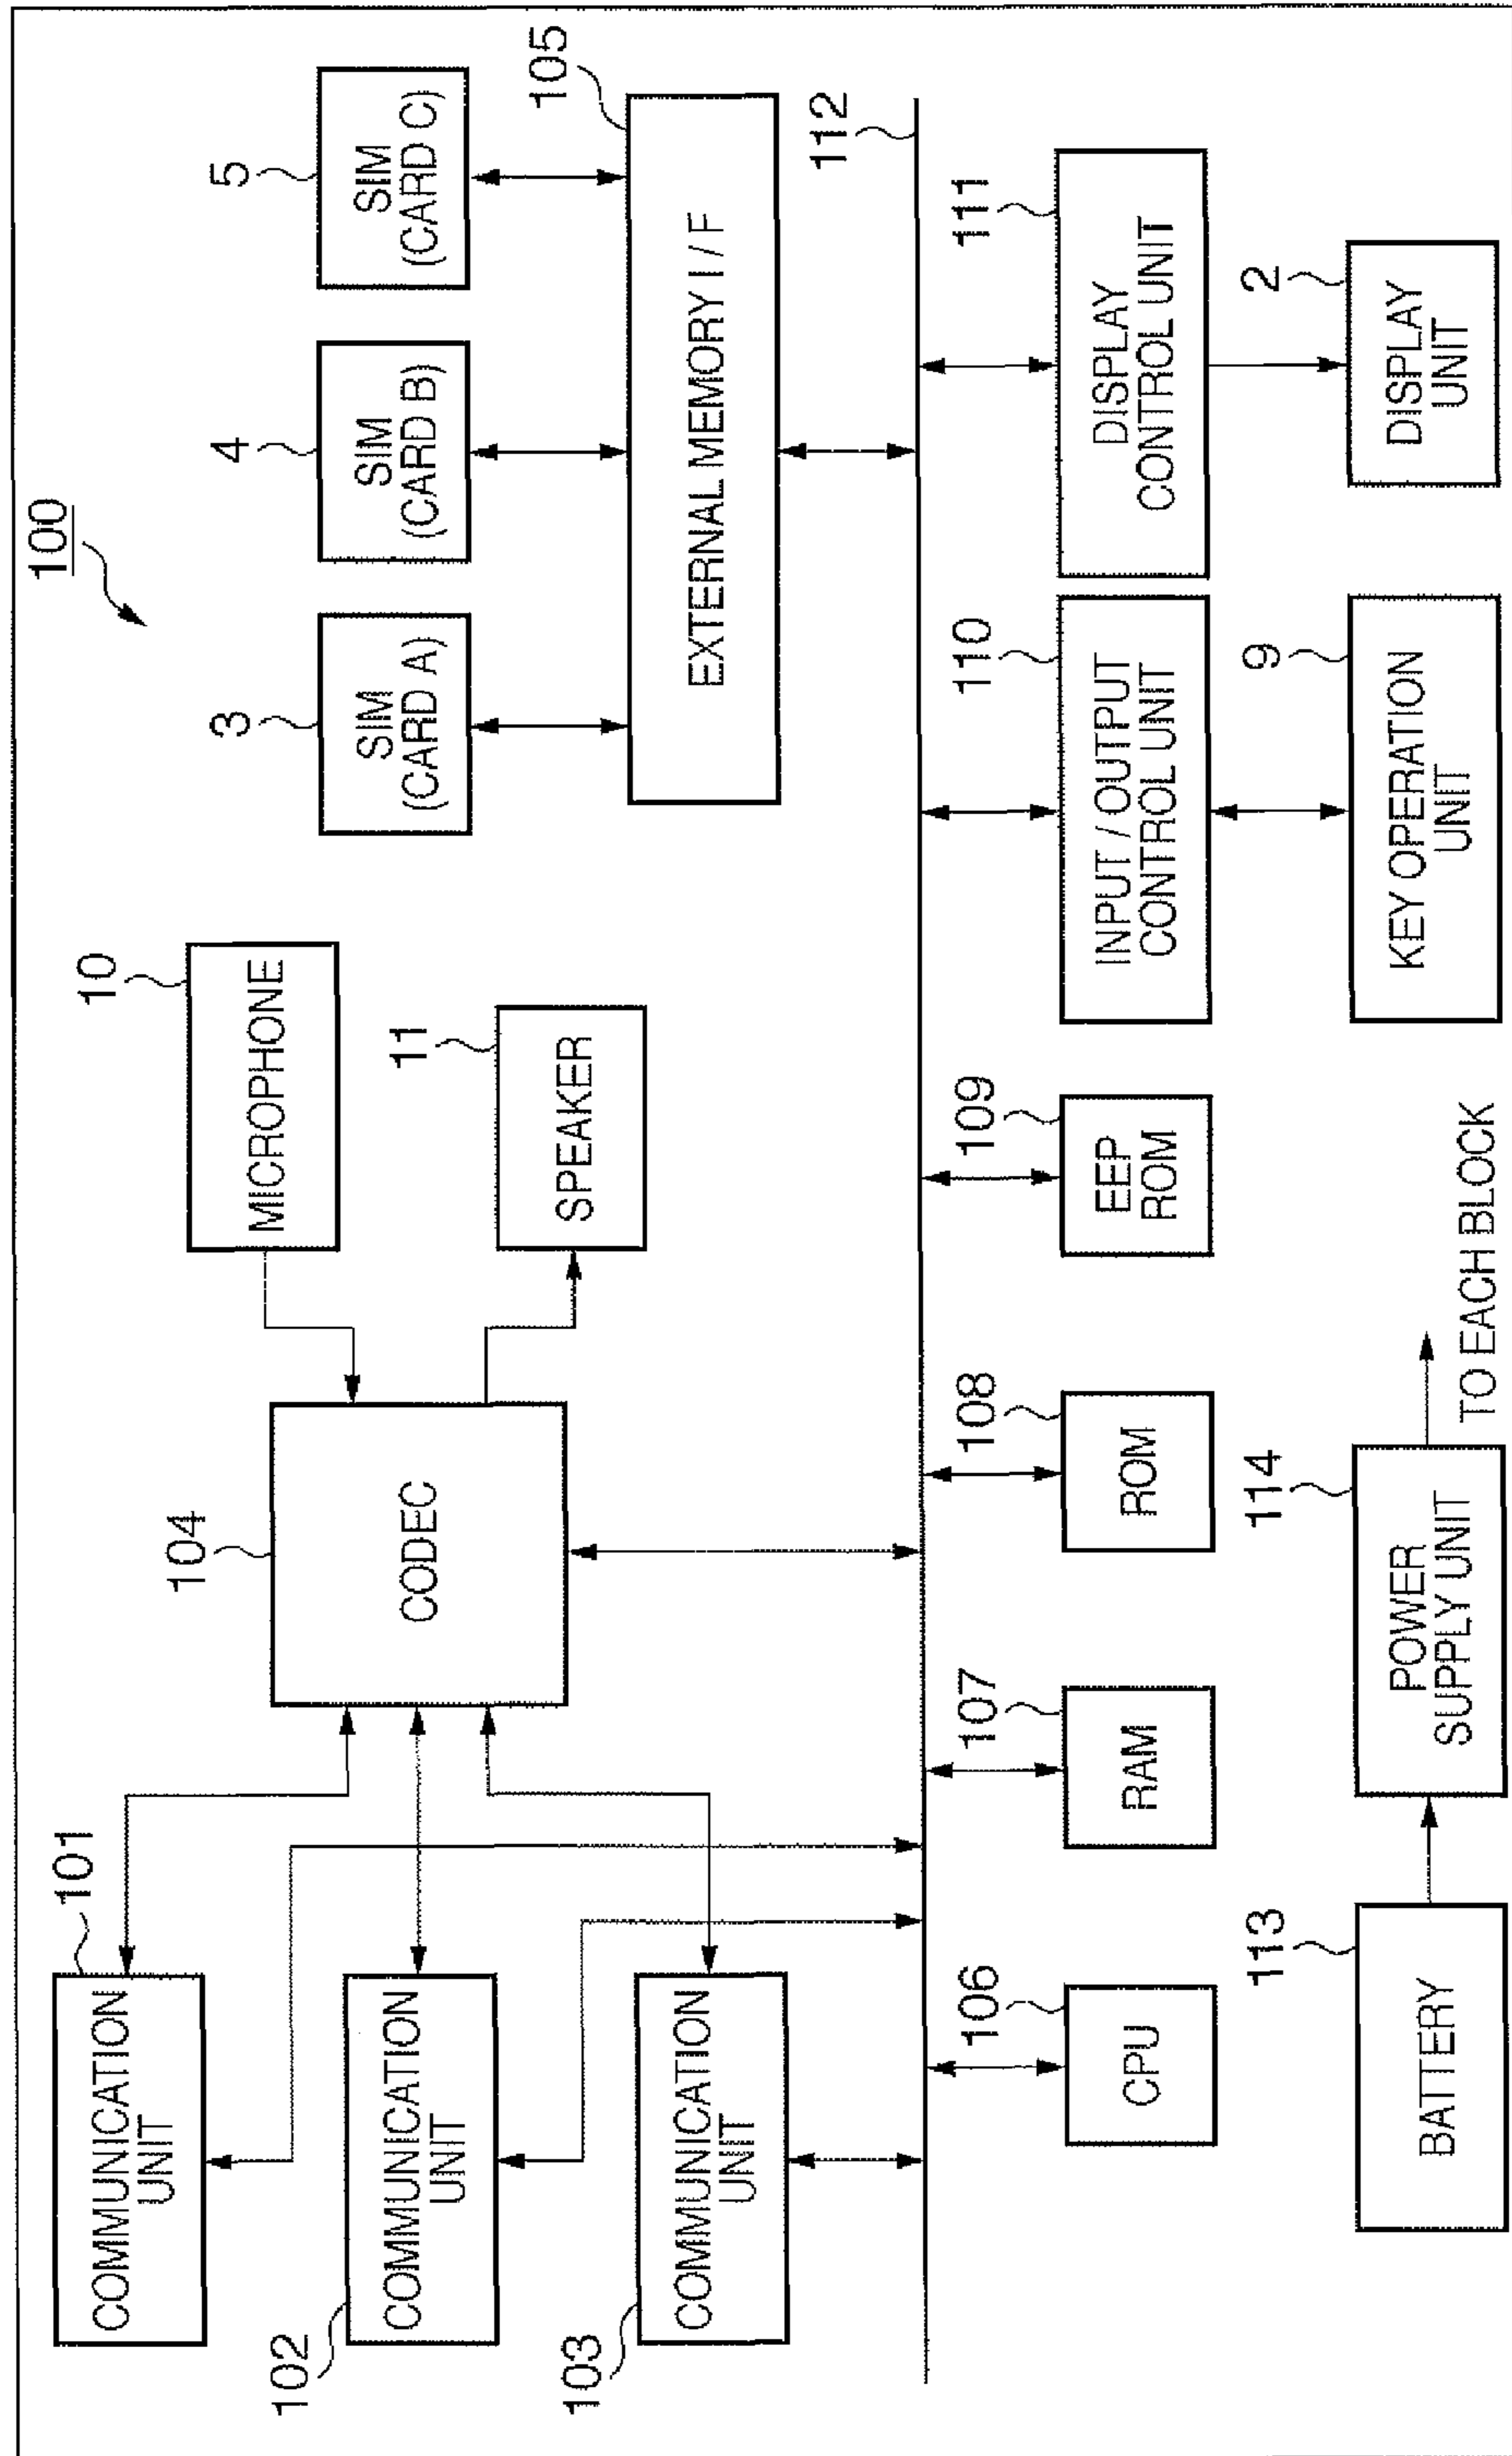 100
101
COMMUNICATION
UNIT
102
COMMUNICATION
UNIT
103
COMMUNICATION
UNIT
104
CODEC
10
MICROPHONE
11
SPEAKER
3
SIM
(CARD A)
4
SIM
(CARD B)
5
SIM
(CARD C)
105
EXTERNAL MEMORY I / F
112
106
CPU
107
RAM
108
ROM
109
EEP
ROM
110
INPUT / OUTPUT
CONTROL UNIT
111
DISPLAY
CONTROL UNIT
113
BATTERY
114
POWER
SUPPLY UNIT
TO EACH BLOCK
9
KEY OPERATION
UNIT
2
DISPLAY
UNIT